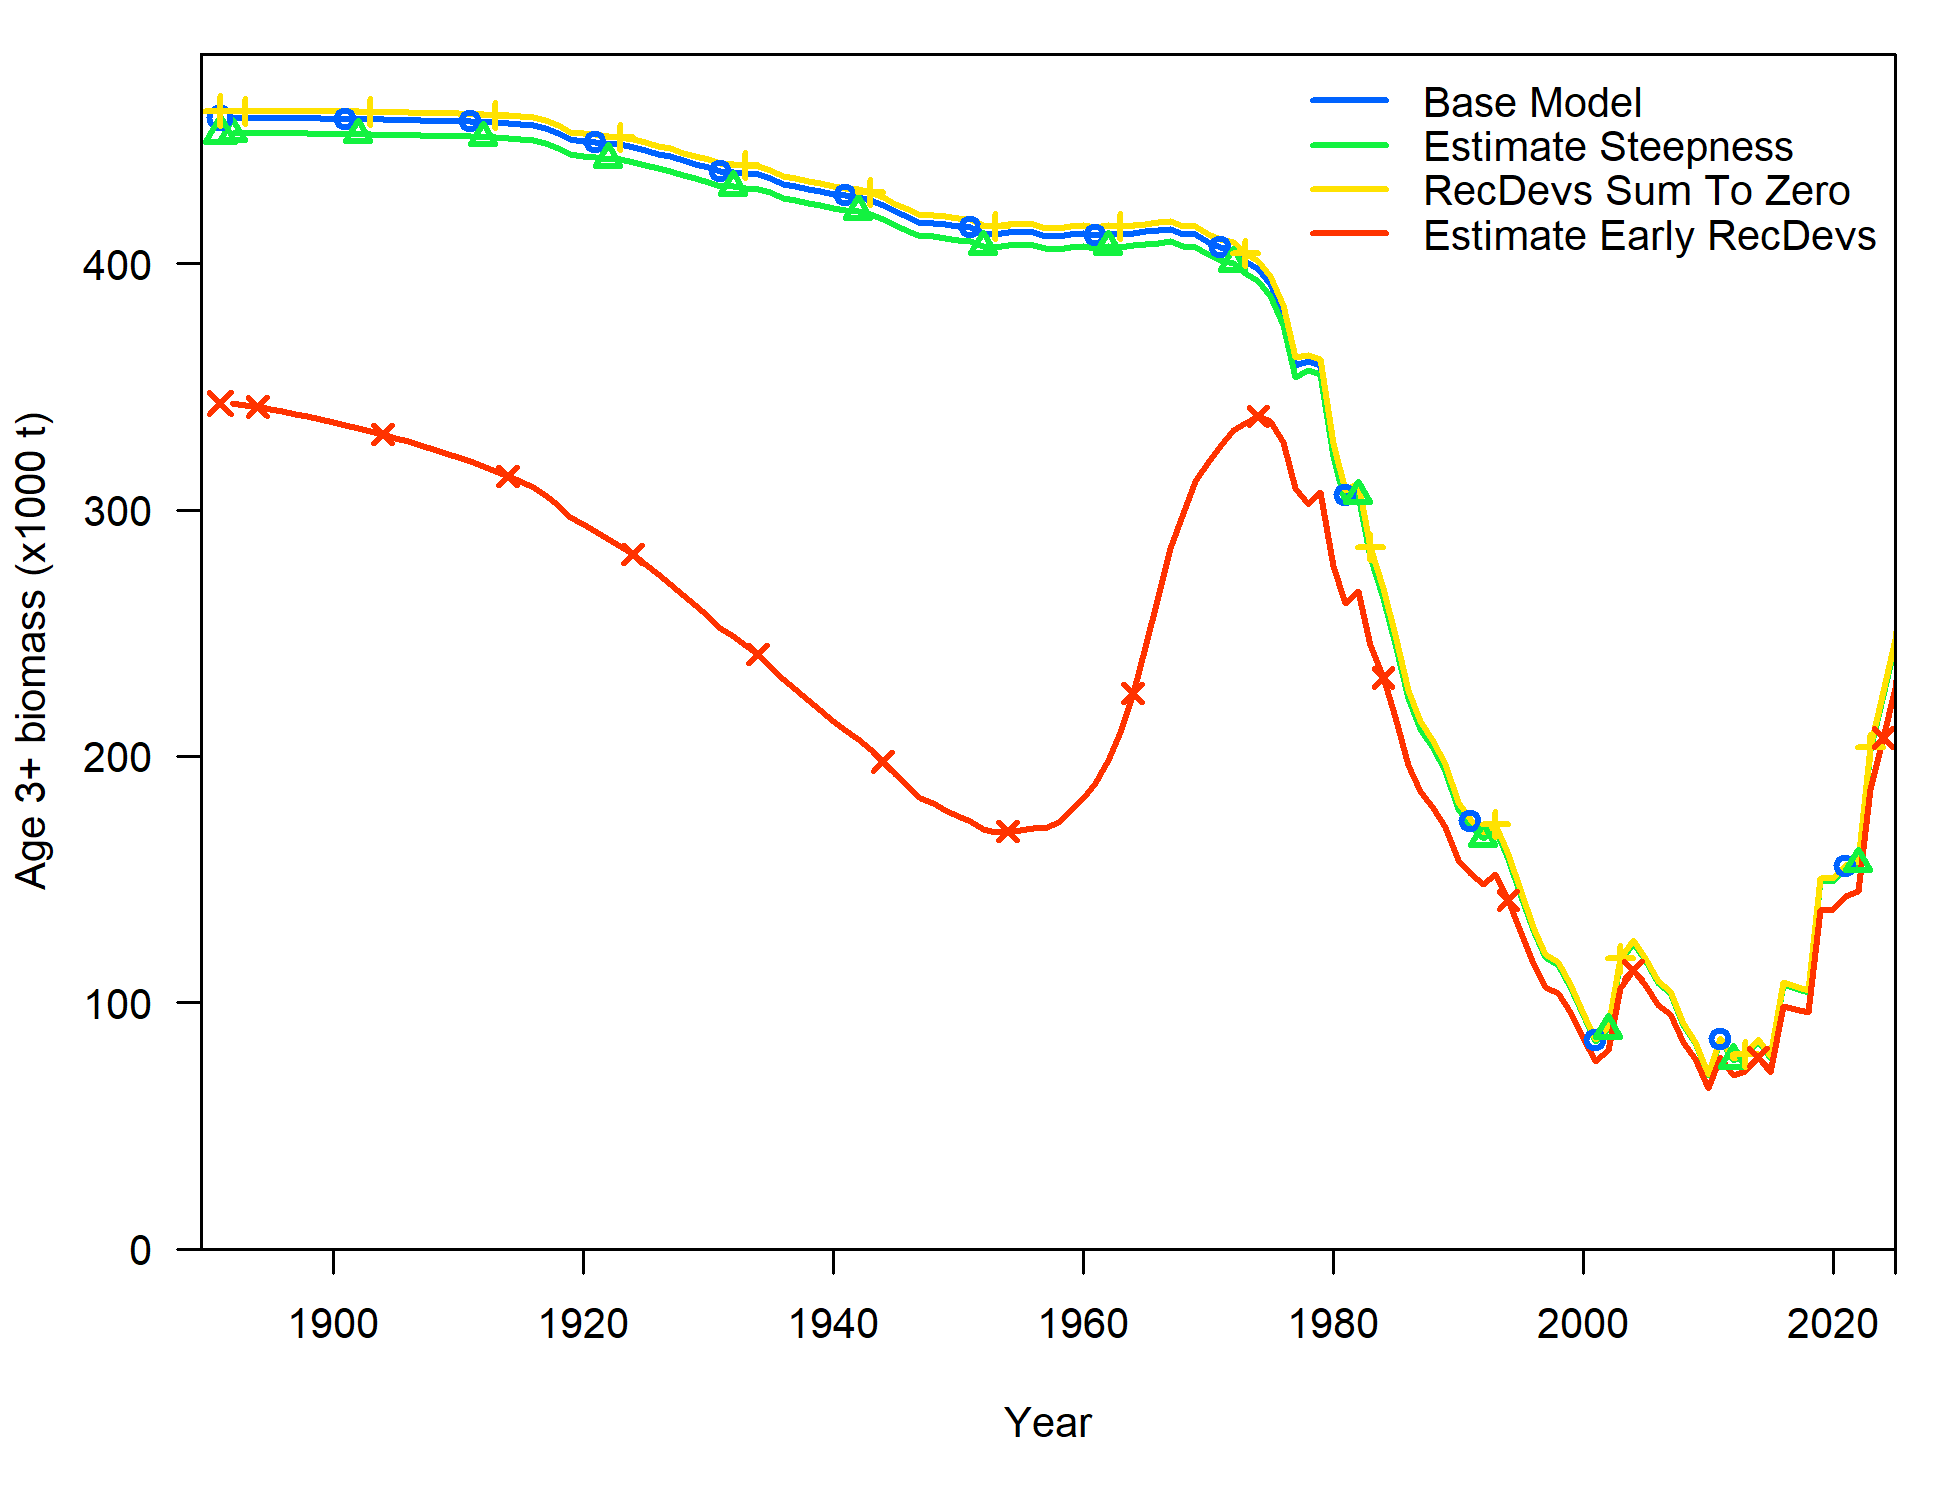 Base Model
Estimate Steepness
RecDevs Sum To Zero
Estimate Early RecDevs
Age 3+ biomass (x1000 t)
400
300
200
100
0
1900 1920 1940 1960 1980 2000 2020
Year